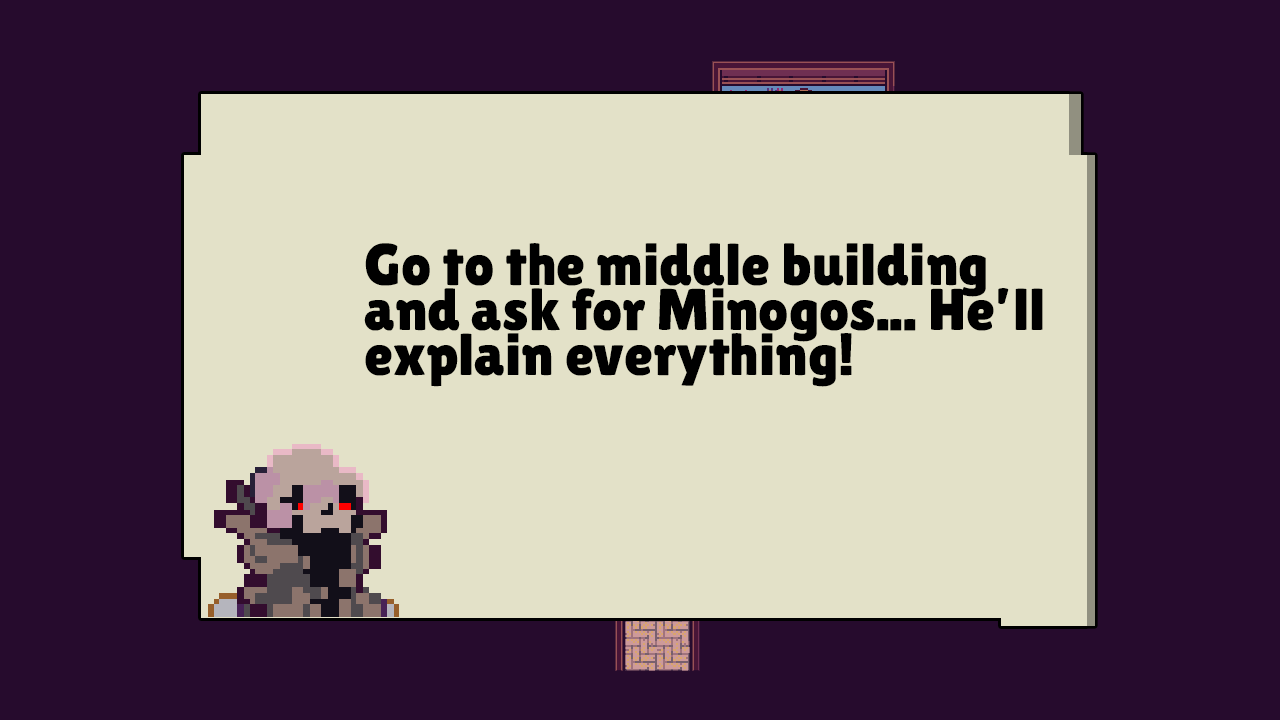 Go to the middle building
and ask for Minogos... He'll
explain everything!